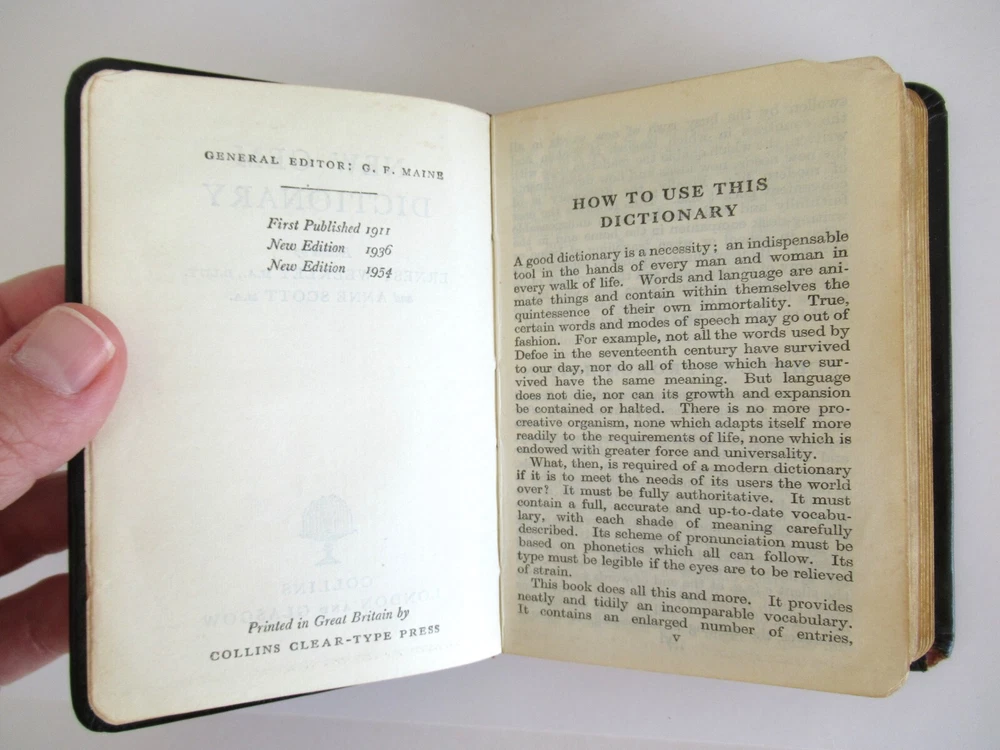 GENERAL EDITOR: G. F. MAINE
First Published 1911
New Edition 1936
New Edition 1954
Printed in Great Britain by
COLLINS CLEAR-TYPE PRESS
HOW TO USE THIS
DICTIONARY
A good dictionary is a necessity; an indispensable
tool in the hands of every man and woman in
every walk of life. Words and language are ani-
mate things and contain within themselves the
quintessence of their own immortality. True,
certain words and modes of speech may go out of
fashion. For example, not all the words used by
Defoe in the seventeenth century have survived
to our day, nor do all of those which have sur-
vived have the same meaning. But language
does not die, nor can its growth and expansion
be contained or halted. There is no more pro-
creative organism, none which adapts itself more
readily to the requirements of life, none which is
endowed with greater force and universality.
What, then, is required of a modern dictionary
if it is to meet the needs of its users the world
over? It must be fully authoritative. It must
contain a full, accurate and up-to-date vocabu-
lary, with each shade of meaning carefully
described. Its scheme of pronunciation must be
based on phonetics which all can follow. Its
type must be legible if the eyes are to be relieved
of strain.
This book does all this and more. It provides
neatly and tidily an incomparable vocabulary.
It contains an enlarged number of entries,
v